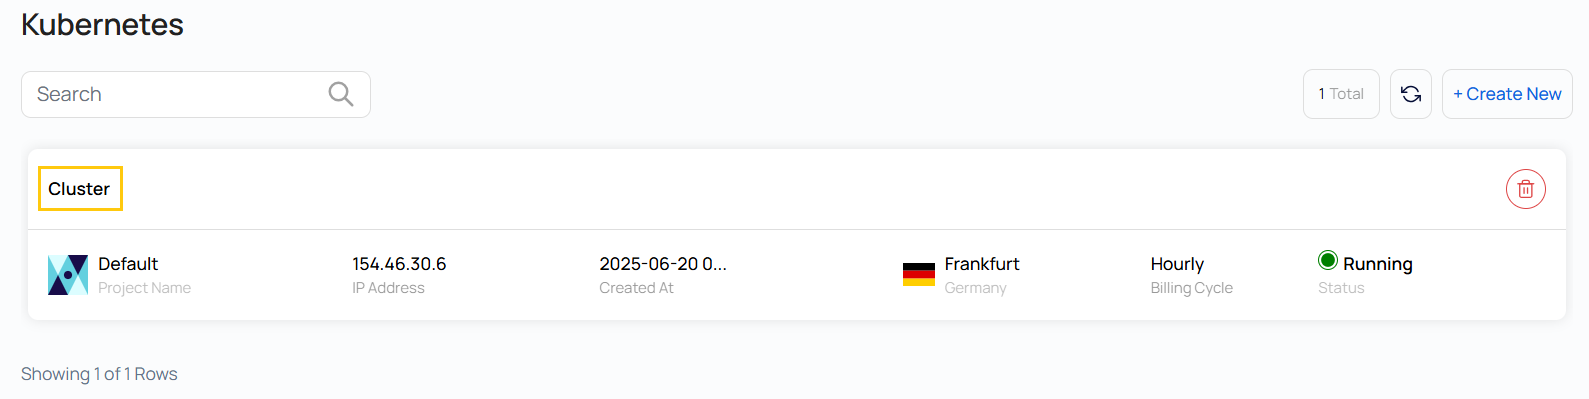 Kubernetes
Search
1 Total
+ Create New
Cluster
Default
Project Name
154.46.30.6
IP Address
2025-06-20 0...
Created At
Frankfurt
Germany
Hourly
Billing Cycle
Running
Status
Showing 1 of 1 Rows